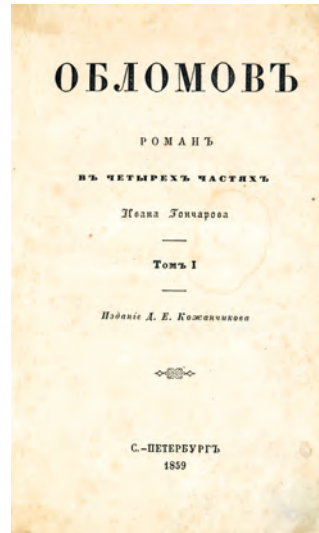 ОБЛОМОВЪ
РОМАНЪ
ВЪ ЧЕТЫРЕХЪ ЧАСТЯХЪ
Ивана Гончарова
Томъ I
Изданіе Д. Е. Кожанчикова
С.-ПЕТЕРБУРГЪ
1859